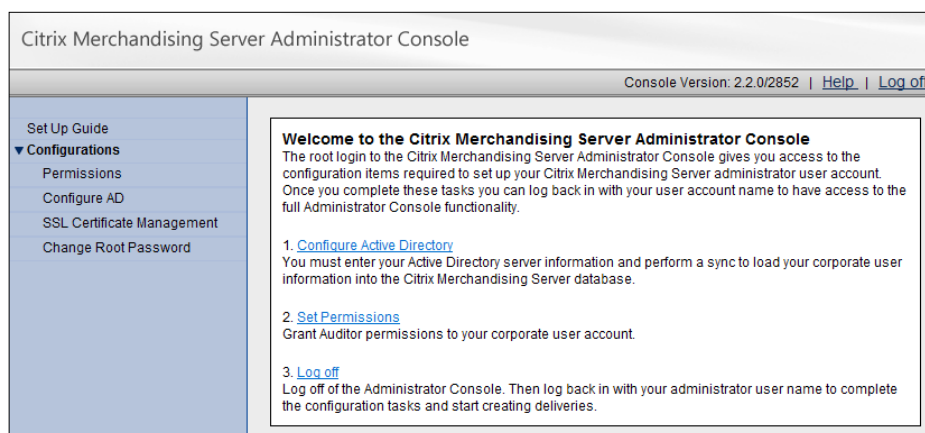 Citrix Merchandising Server Administrator Console
Console Version: 2.2.0/2852 | Help | Log off
Set Up Guide
Configurations
Permissions
Configure AD
SSL Certificate Management
Change Root Password
Welcome to the Citrix Merchandising Server Administrator Console
The root login to the Citrix Merchandising Server Administrator Console gives you access to the
configuration items required to set up your Citrix Merchandising Server administrator user account.
Once you complete these tasks you can log back in with your user account name to have access to the
full Administrator Console functionality.
1. Configure Active Directory
You must enter your Active Directory server information and perform a sync to load your corporate user
information into the Citrix Merchandising Server database.
2. Set Permissions
Grant Auditor permissions to your corporate user account.
3. Log off
Log off of the Administrator Console. Then log back in with your administrator user name to complete
the configuration tasks and start creating deliveries.